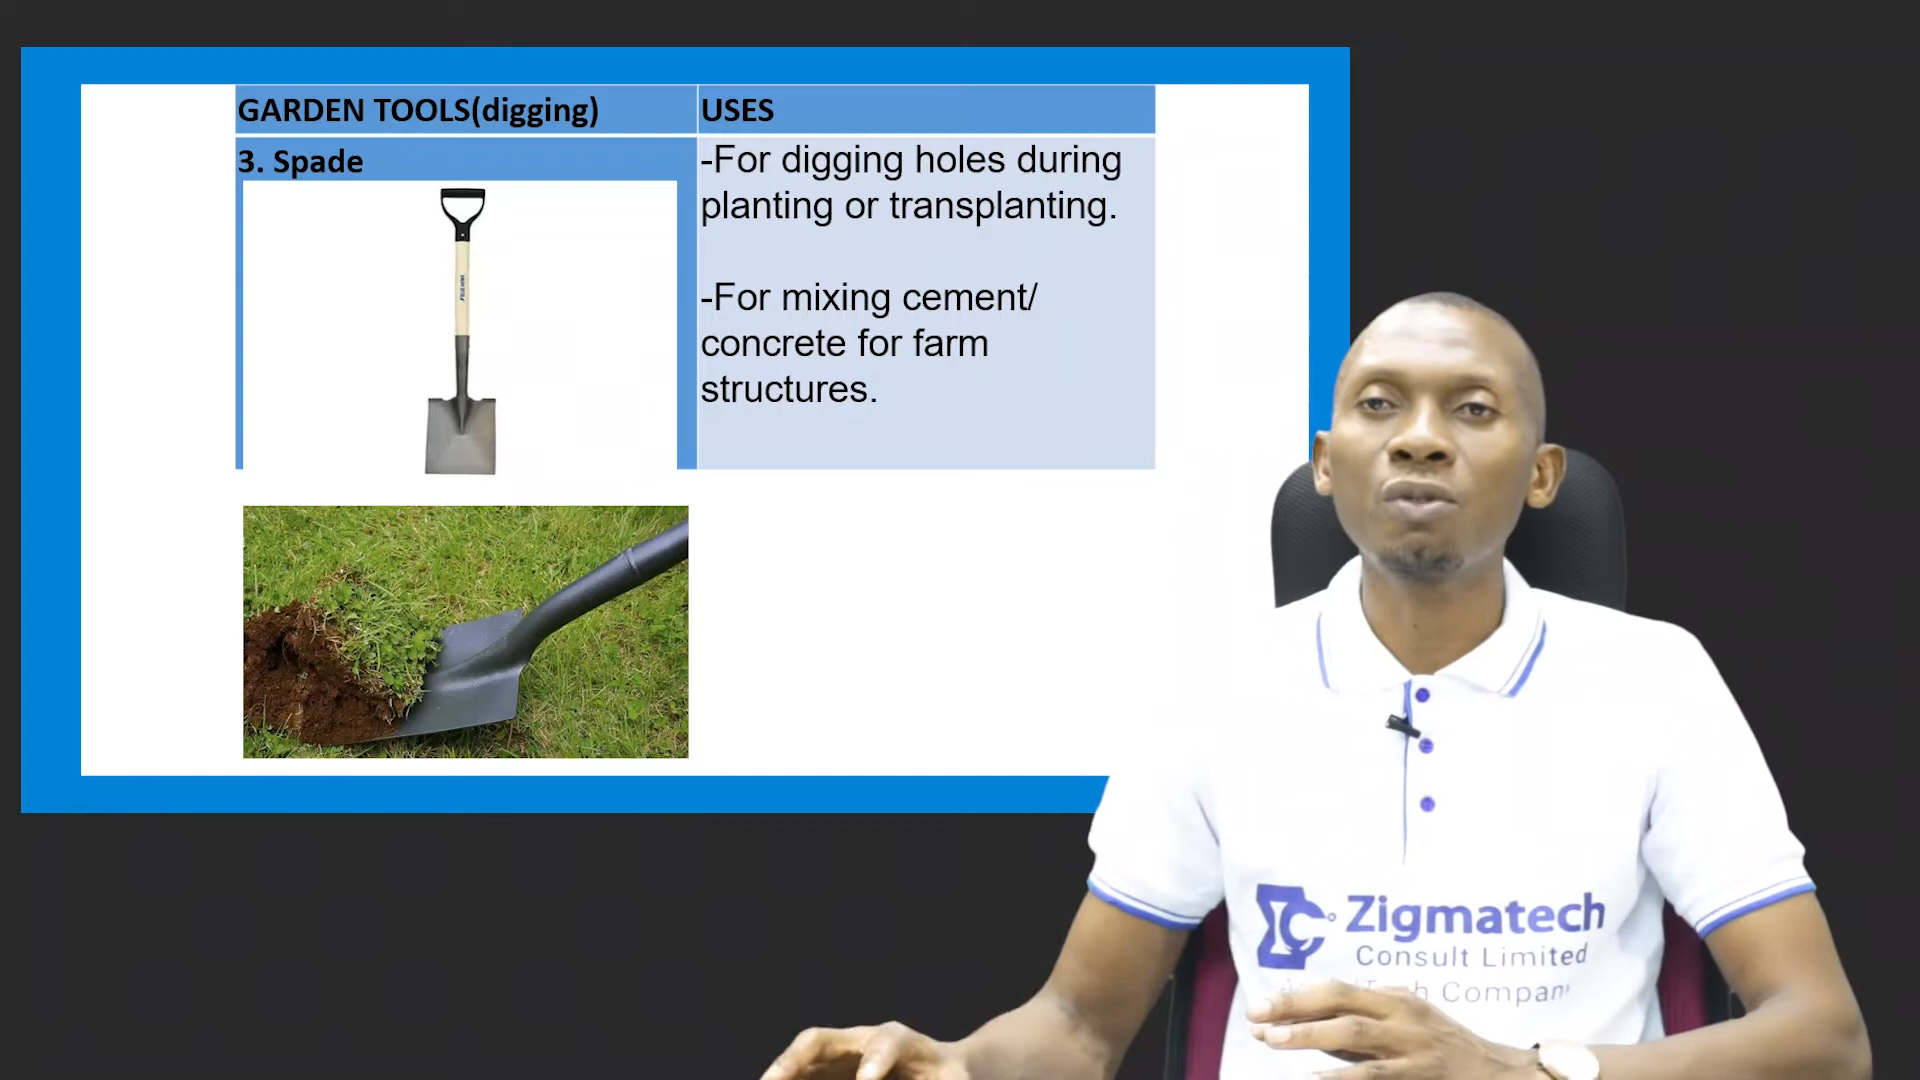 GARDEN TOOLS(digging)
USES
3. Spade
-For digging holes during
planting or transplanting.
-For mixing cement/
concrete for farm
structures.
Zigmatech
Consult Limited
Company